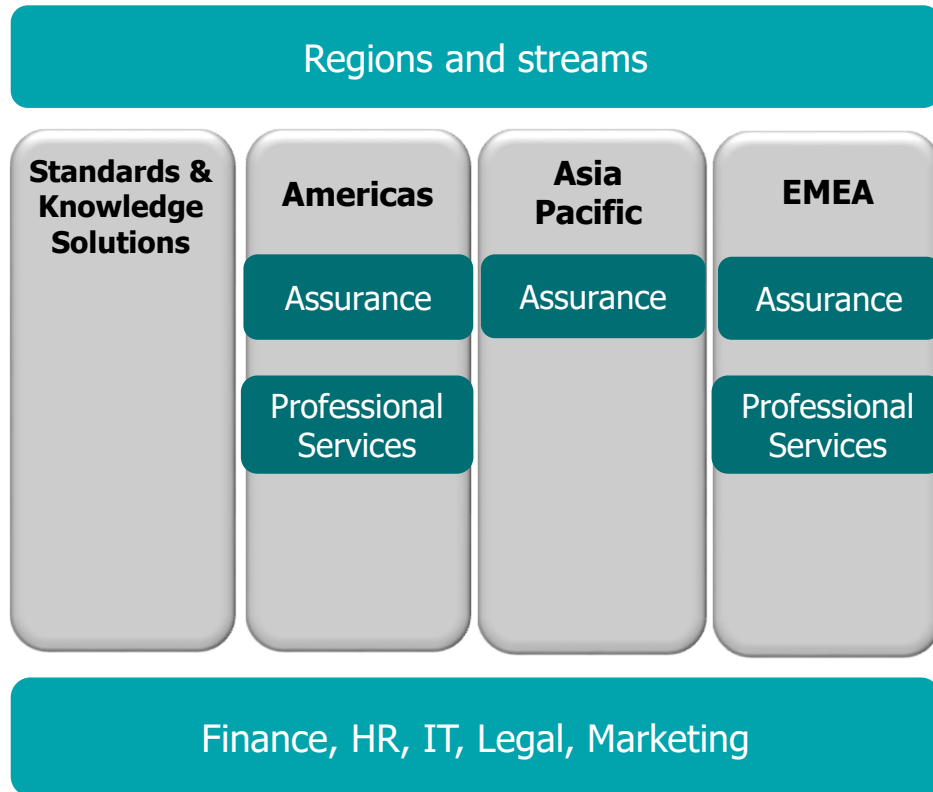 Regions and streams
Standards &
Knowledge
Solutions
Americas
Assurance
Professional
Services
Asia
Pacific
Assurance
EMEA
Assurance
Professional
Services
Finance, HR, IT, Legal, Marketing